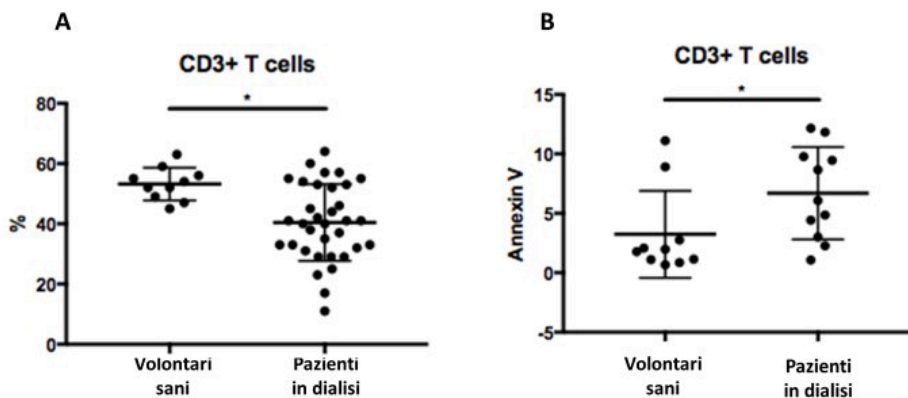 A
CD3+ T cells
*
%
80
60
40
20
0
Volontari
sani
Pazienti
in dialisi
B
CD3+ T cells
*
Annexin V
15
10
5
0
-5
Volontari
sani
Pazienti
in dialisi